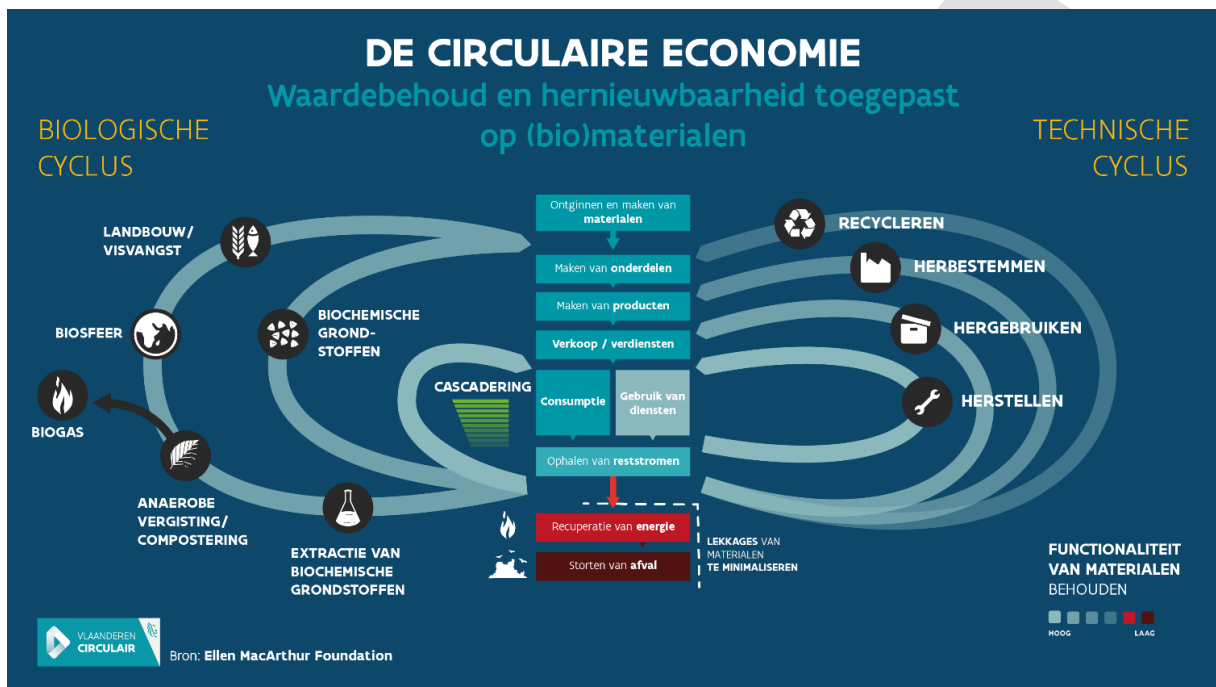 DE CIRCULAIRE ECONOMIE
Waardebehoud en hernieuwbaarheid toegepast
op (bio)materialen
BIOLOGISCHE
CYCLUS
TECHNISCHE
CYCLUS
LANDBOUW/
VISVANGST
BIOSFEER
BIOCHEMISCHE
GROND-
STOFFEN
BIOGAS
CASCADERING
ANAEROBE
VERGISTING/
COMPOSTERING
EXTRACTIE VAN
BIOCHEMISCHE
GRONDSTOFFEN
Ontginnen en maken van
materialen
Maken van onderdelen
Maken van producten
Verkoop / verdiensten
Consumptie
Gebruik van
diensten
Ophalen van reststromen
Recuperatie van energie
Storten van afval
LEKKAGES VAN
MATERIALEN
TE MINIMALISEREN
RECYCLEREN
HERBESTEMMEN
HERGEBRUIKEN
HERSTELLEN
FUNCTIONALITEIT
VAN MATERIALEN
BEHOUDEN
HOOG
LAAG
VLAANDEREN
CIRCULAIR
Bron: Ellen MacArthur Foundation